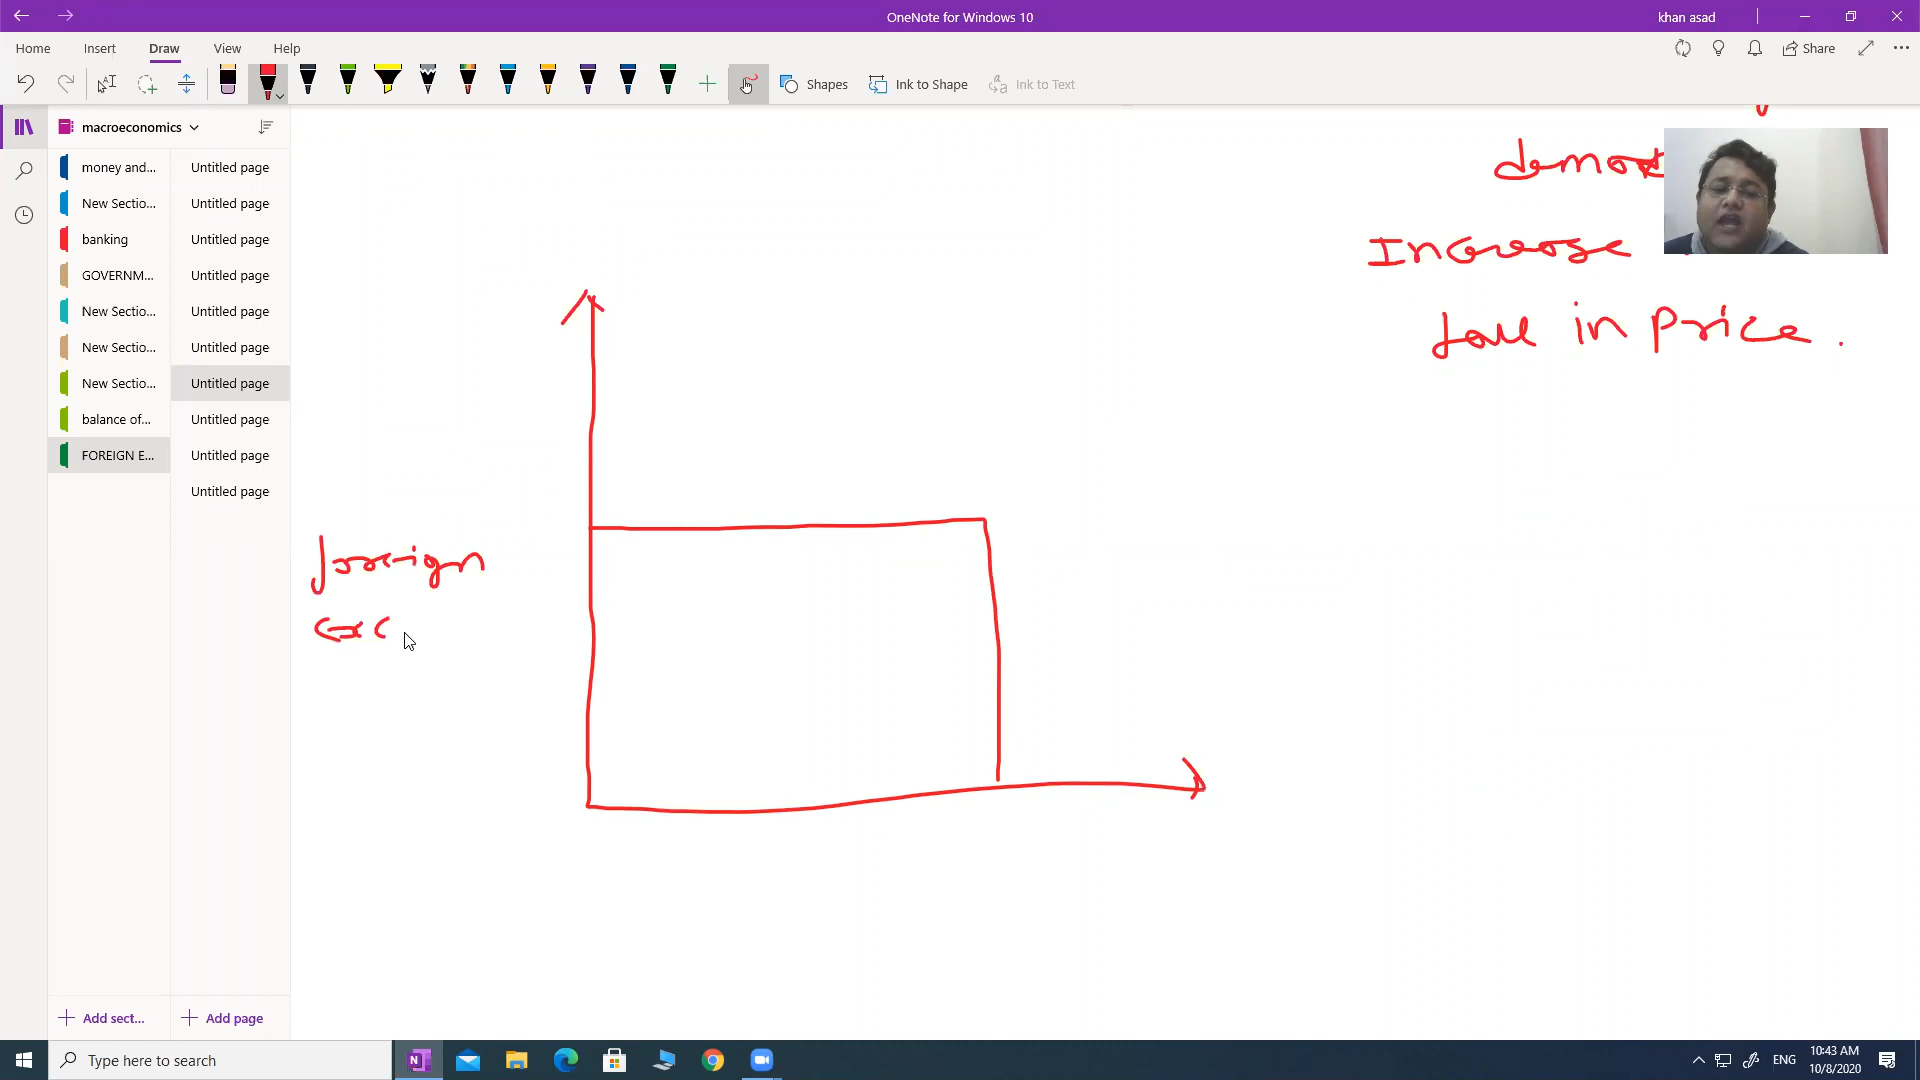 OneNote for Windows 10
khan asad
Home Insert Draw View Help
Share
Shapes Ink to Shape Ink to Text
macroeconomics
money and... Untitled page
New Sectio... Untitled page
banking Untitled page
GOVERNM... Untitled page
New Sectio... Untitled page
New Sectio... Untitled page
New Sectio... Untitled page
balance of... Untitled page
FOREIGN E... Untitled page
Untitled page
Increase
fall in price.
foreign
exc
Add sect... Add page
Type here to search
ENG
10:43 AM
10/8/2020